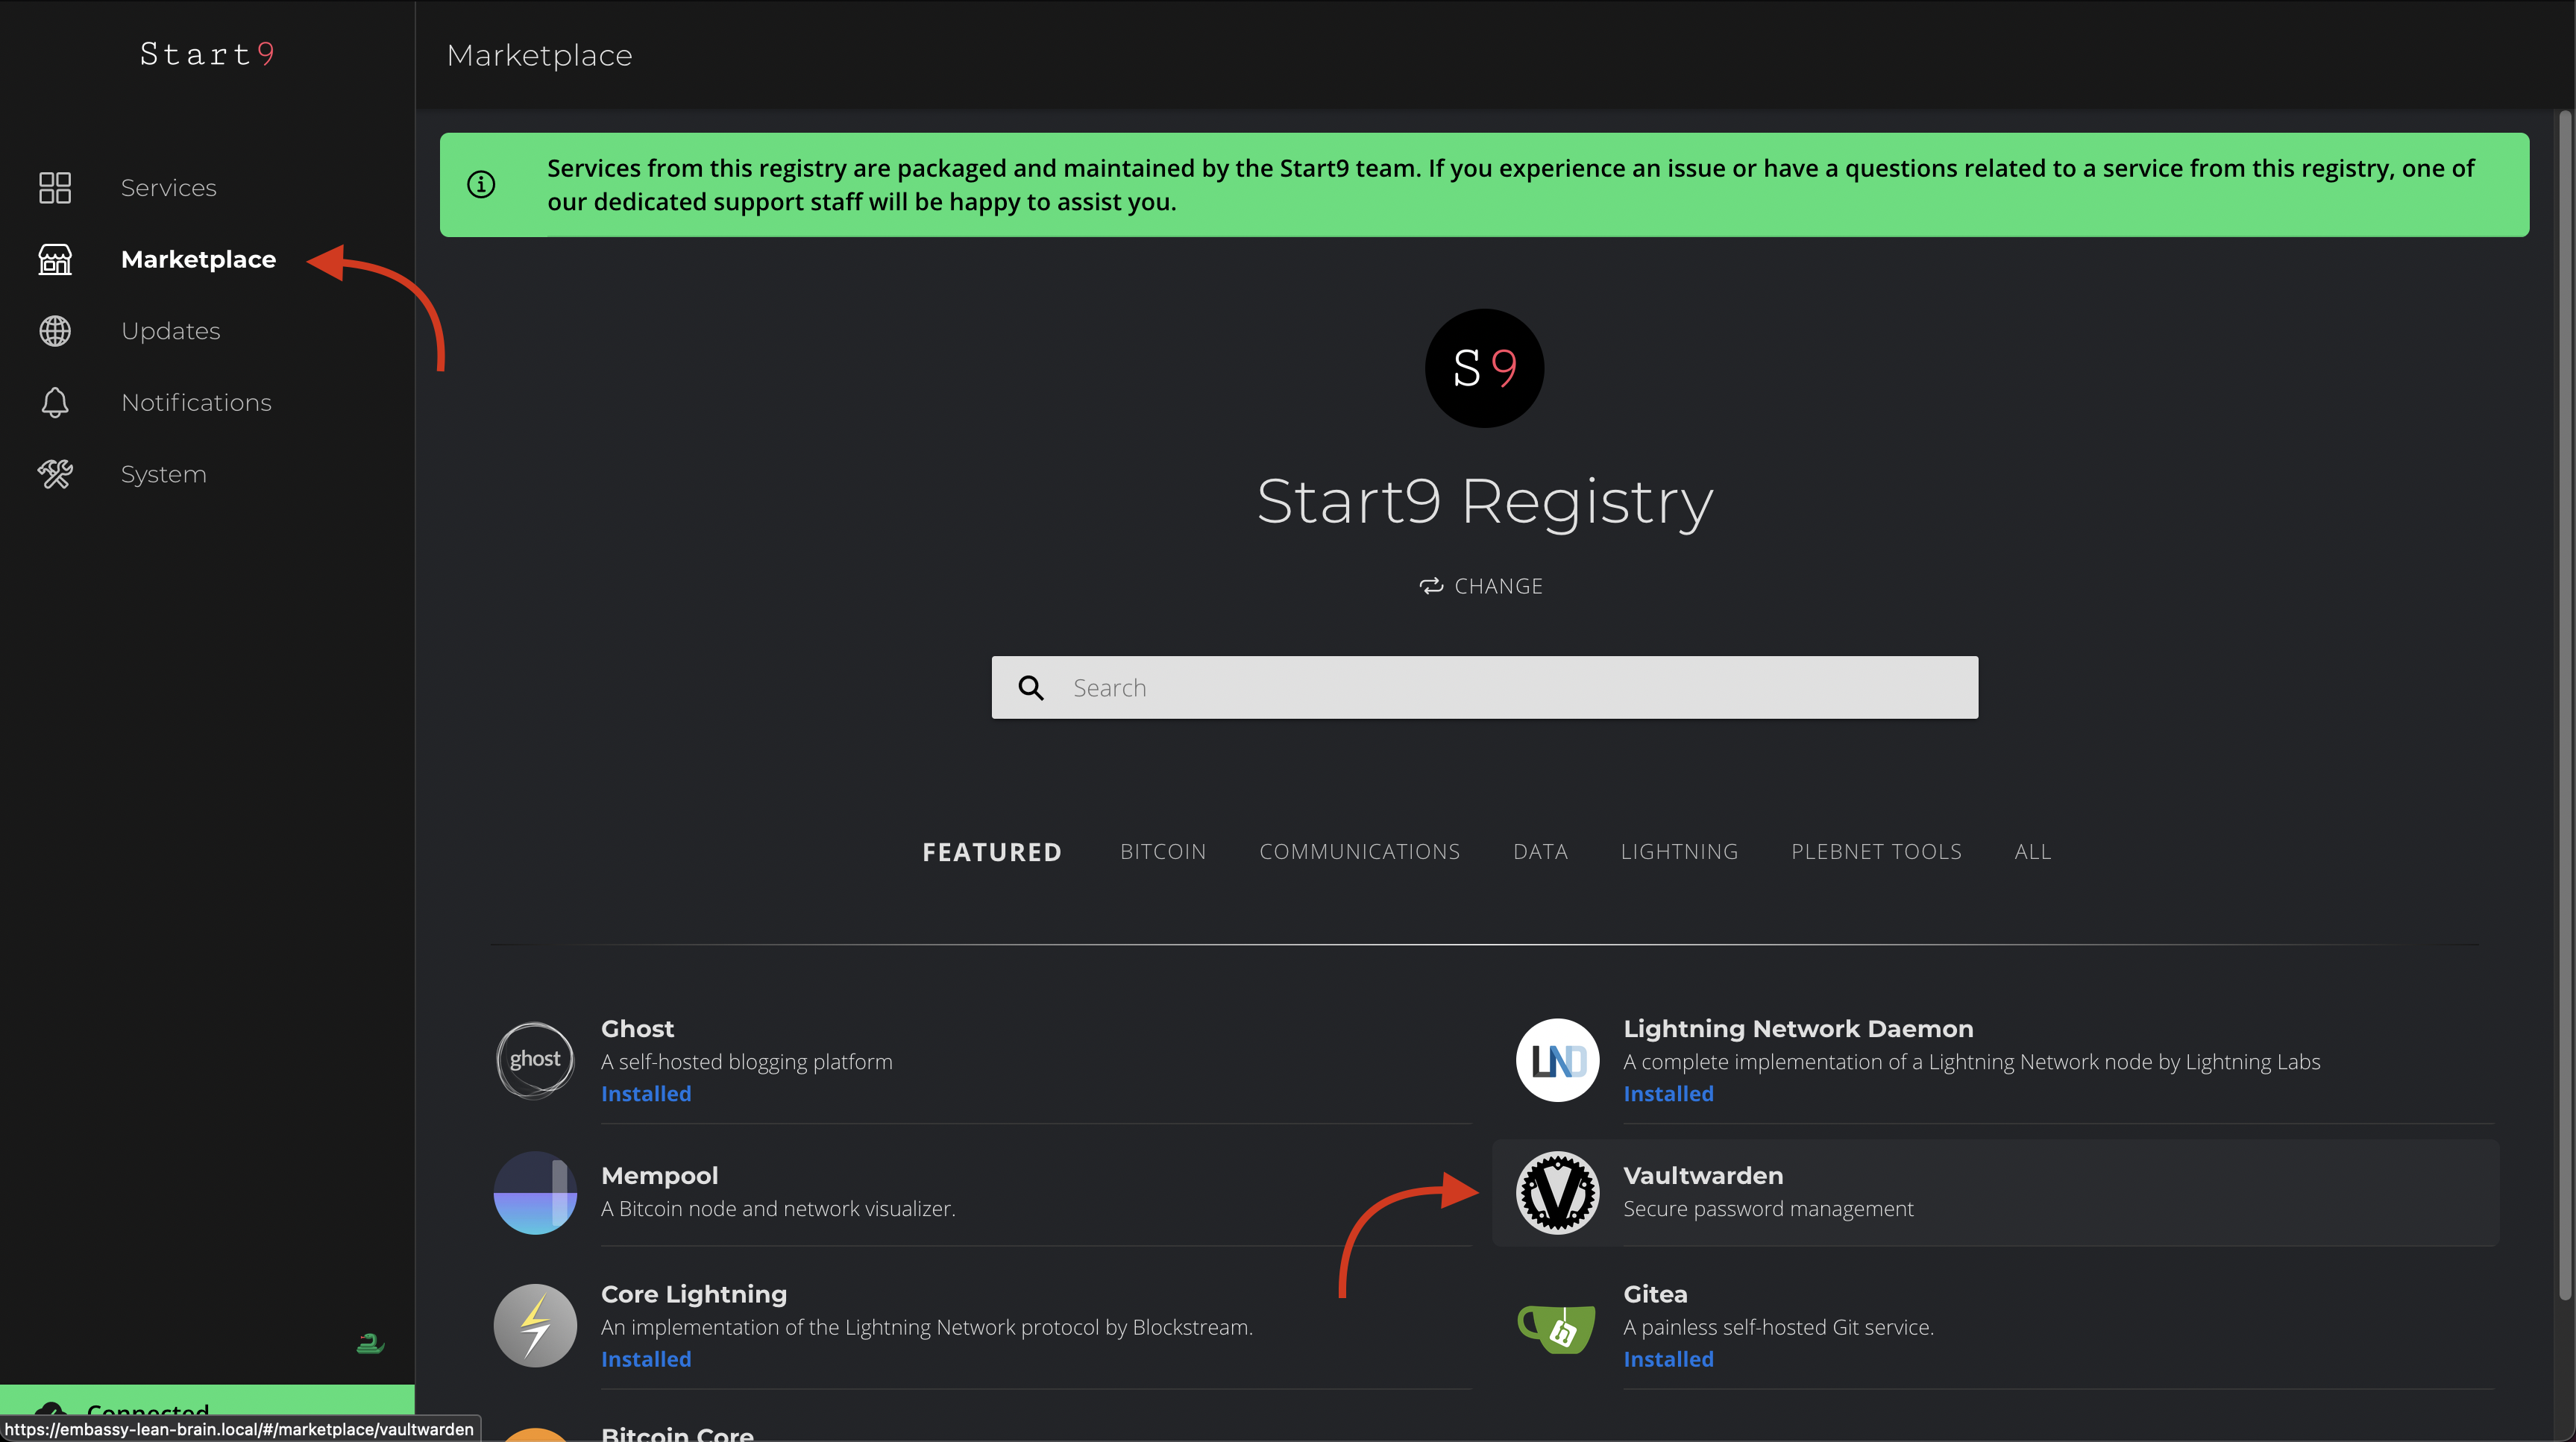 Start9
Marketplace
Services
Marketplace
Updates
Notifications
System
Services from this registry are packaged and maintained by the Start9 team. If you experience an issue or have a questions related to a service from this registry, one of
our dedicated support staff will be happy to assist you.
S9
Start9 Registry
CHANGE
Search
FEATURED BITCOIN COMMUNICATIONS DATA LIGHTNING PLEBNET TOOLS ALL
ghost
Ghost
A self-hosted blogging platform
Installed
LND
Lightning Network Daemon
A complete implementation of a Lightning Network node by Lightning Labs
Installed
Mempool
A Bitcoin node and network visualizer.
V
Vaultwarden
Secure password management
Core Lightning
An implementation of the Lightning Network protocol by Blockstream.
Installed
Gitea
A painless self-hosted Git service.
Installed
Bitcoin Core
Connected
https://embassy-lean-brain.local/#/marketplace/vaultwarden